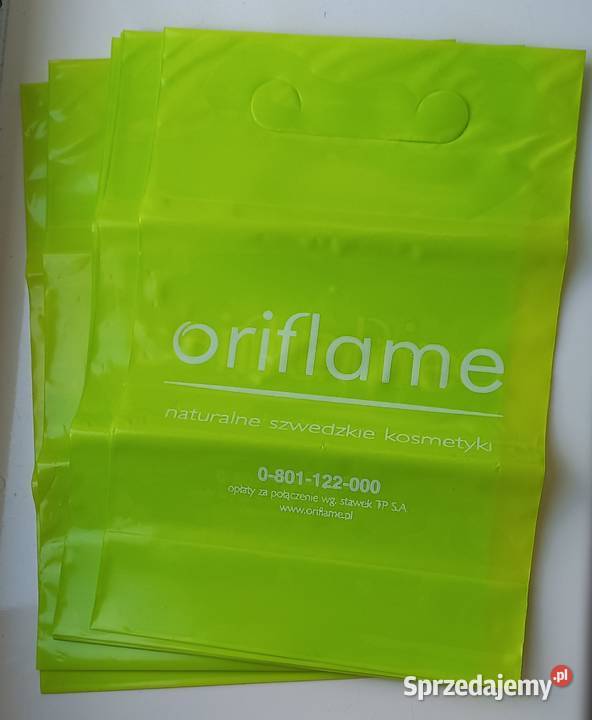 oriflame
naturalne szwedzkie kosmetyki
0-801-122-000
opłaty za połączenie wg. stawek TP S.A
www.oriflame.pl
Sprzedajemy.pl